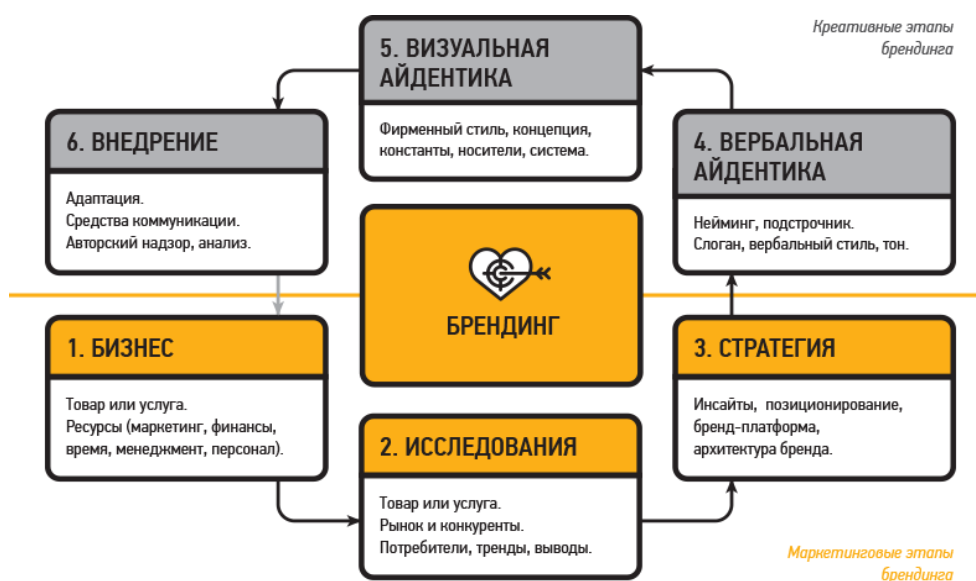 Креативные этапы
брендинга
5. ВИЗУАЛЬНАЯ
АЙДЕНТИКА
Фирменный стиль, концепция,
константы, носители, система.
6. ВНЕДРЕНИЕ
Адаптация.
Средства коммуникации.
Авторский надзор, анализ.
4. ВЕРБАЛЬНАЯ
АЙДЕНТИКА
Нейминг, подстрочник.
Слоган, вербальный стиль, тон.
БРЕНДИНГ
1. БИЗНЕС
Товар или услуга.
Ресурсы (маркетинг, финансы,
время, менеджмент, персонал).
2. ИССЛЕДОВАНИЯ
Товар или услуга.
Рынок и конкуренты.
Потребители, тренды, выводы.
3. СТРАТЕГИЯ
Инсайты, позиционирование,
бренд-платформа,
архитектура бренда.
Маркетинговые этапы
брендинга